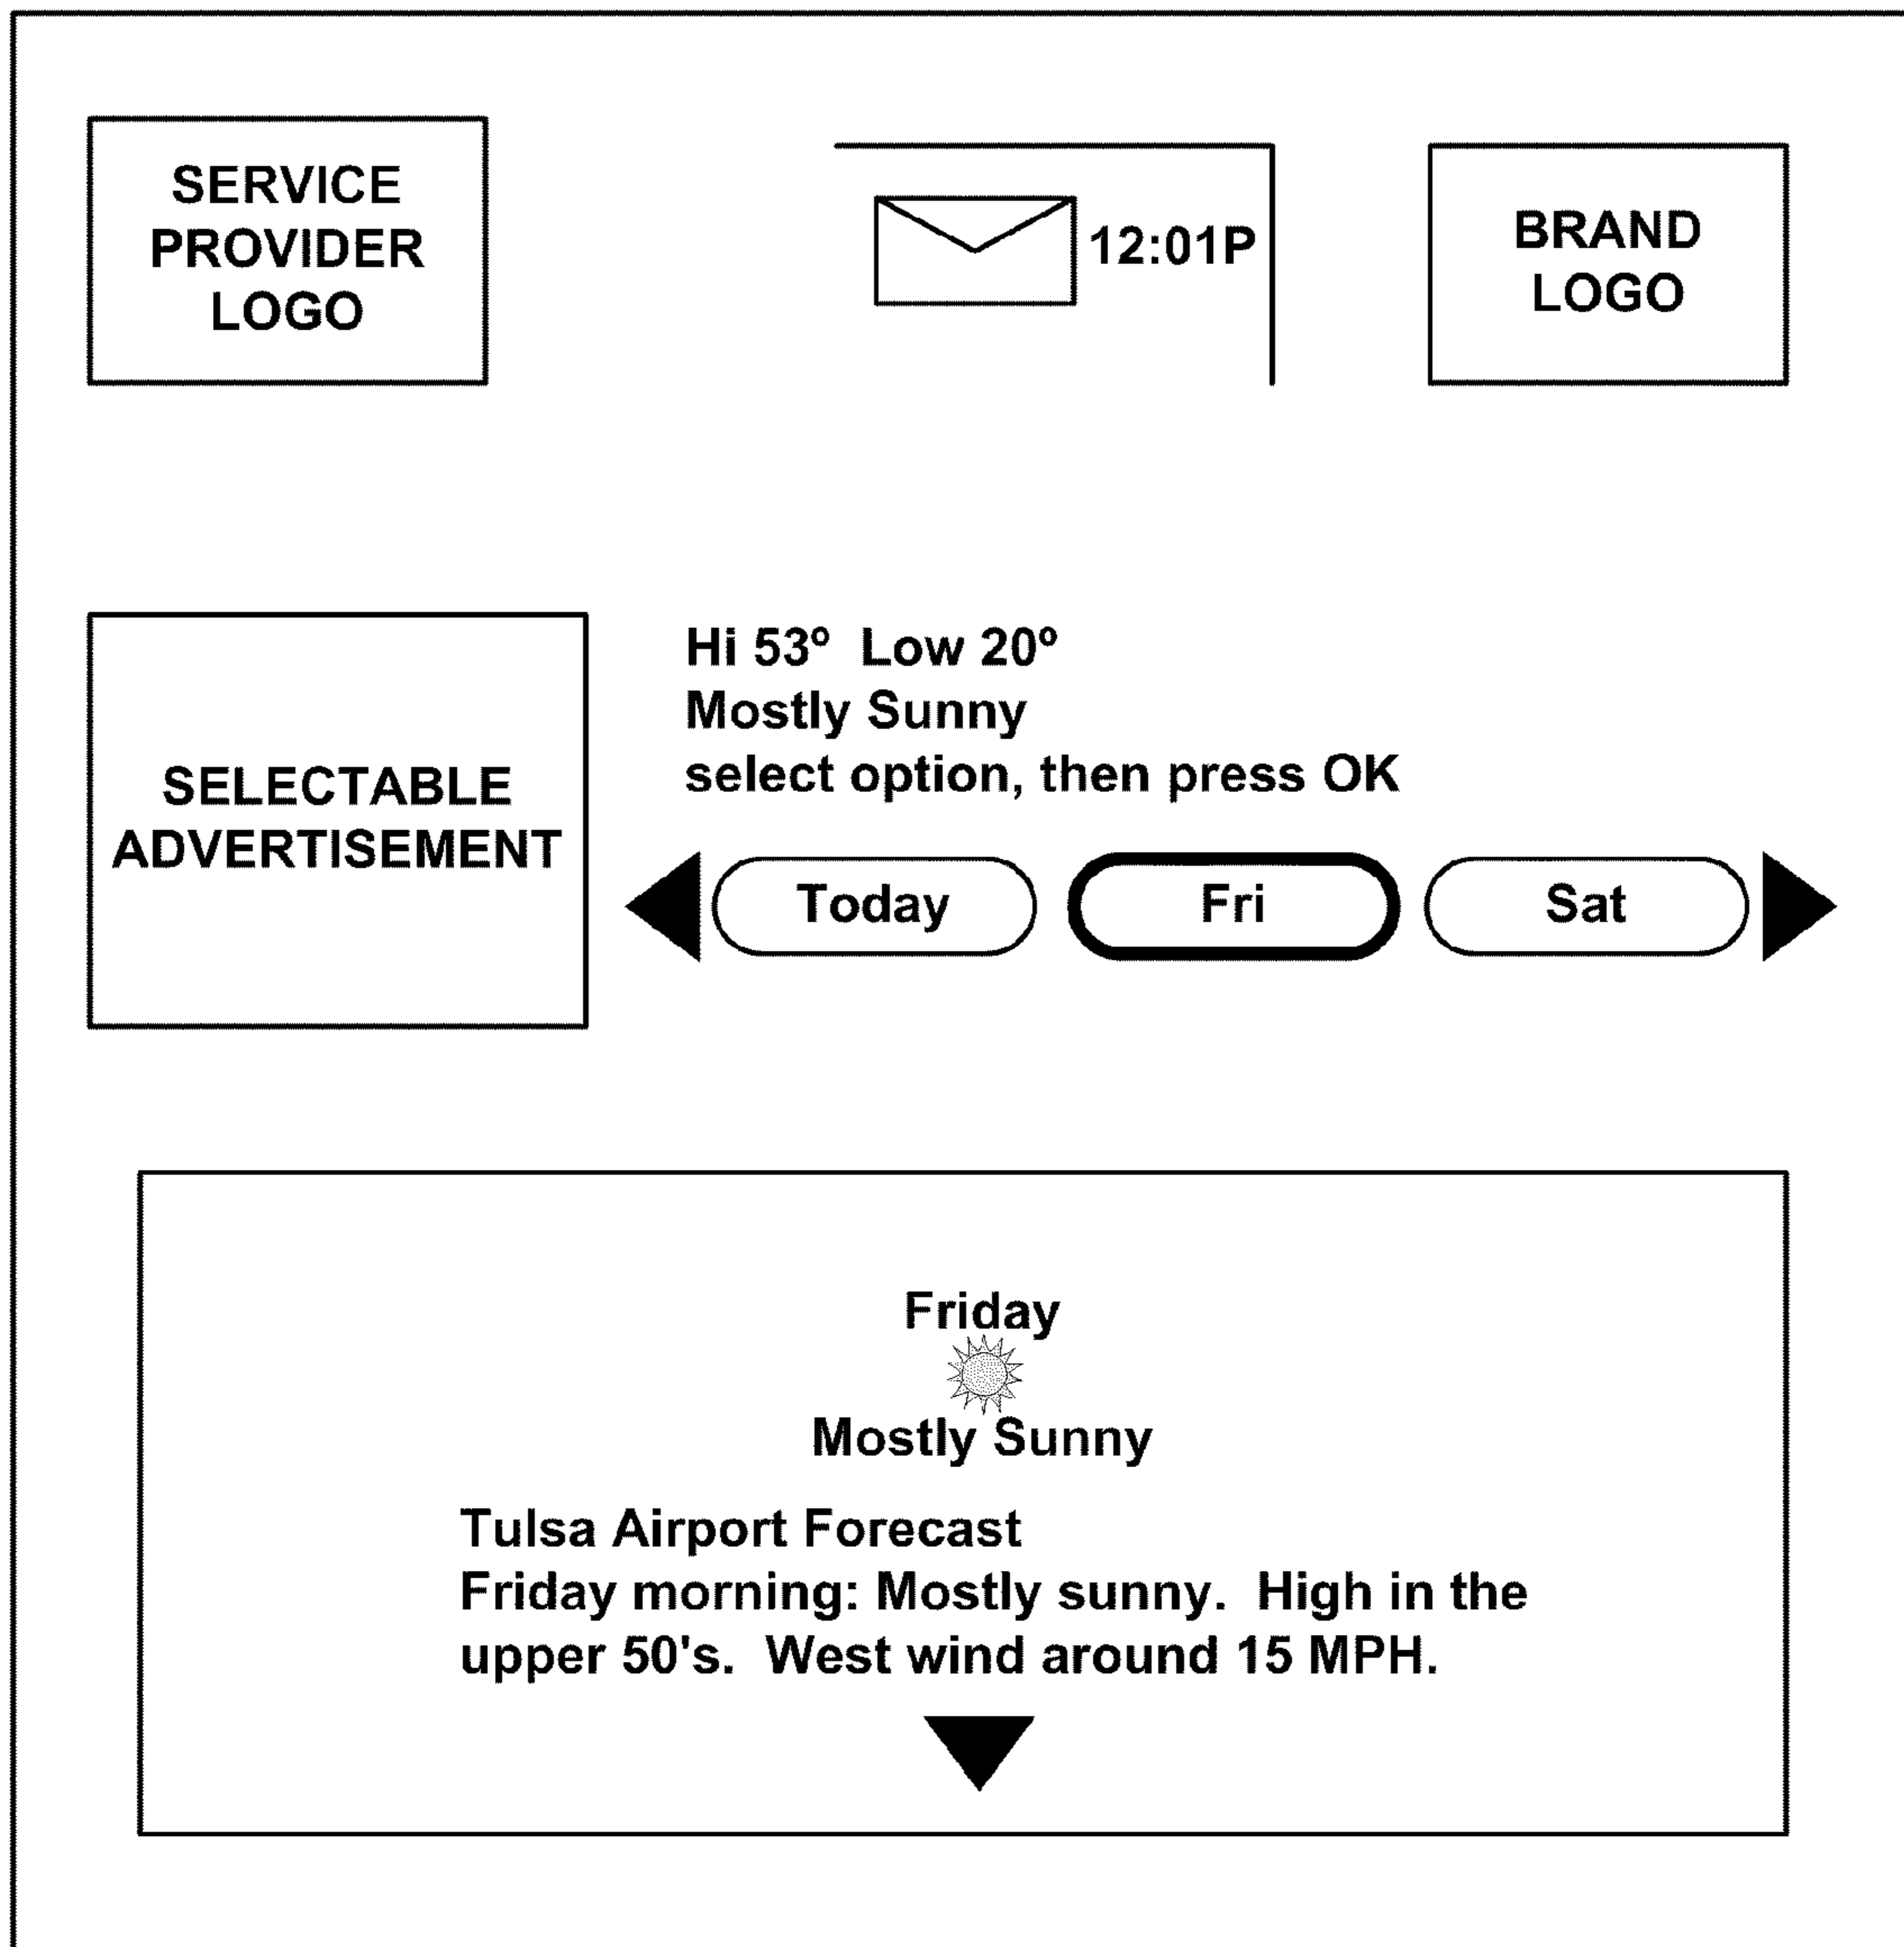 SERVICE
PROVIDER
LOGO
12:01P
BRAND
LOGO
SELECTABLE
ADVERTISEMENT
Hi 53º  Low 20º
Mostly Sunny
select option, then press OK
Today
Fri
Sat
Friday
Mostly Sunny
Tulsa Airport Forecast
Friday morning: Mostly sunny.  High in the
upper 50's.  West wind around 15 MPH.